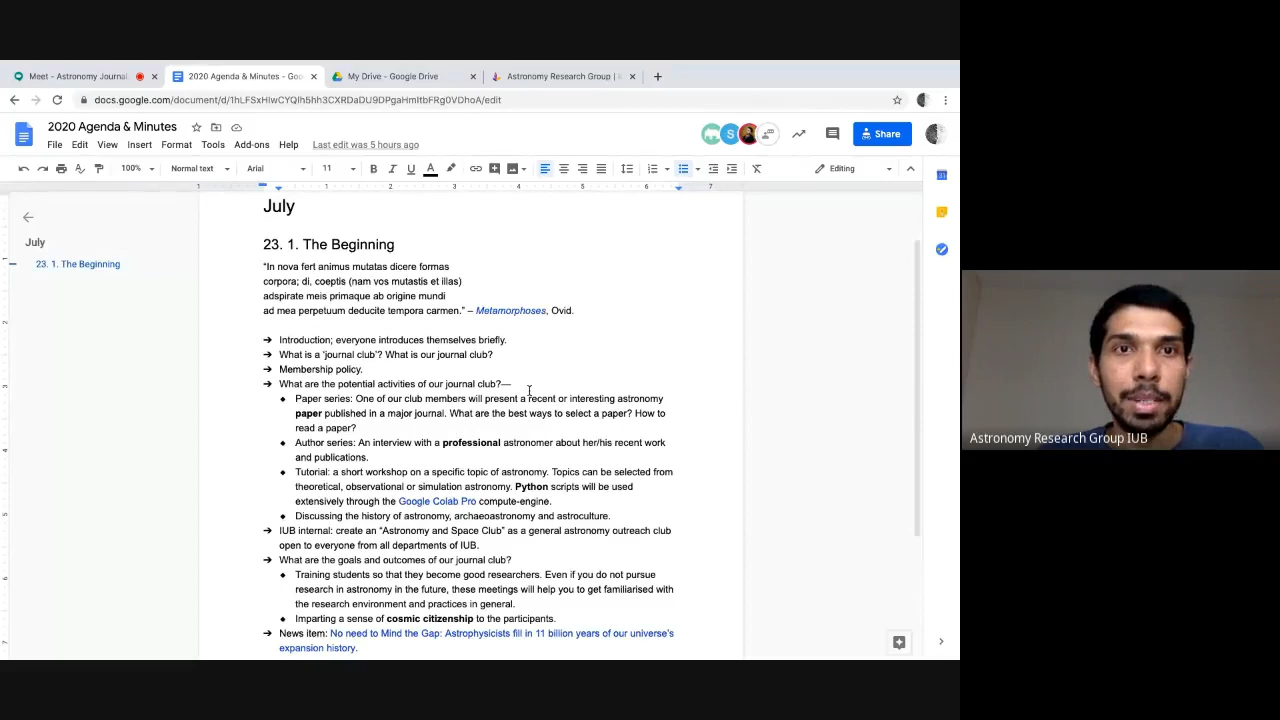 Meet - Astronomy Journal
2020 Agenda & Minutes - Goo
My Drive - Google Drive
Astronomy Research Group |
docs.google.com/document/d/1hLFSxHIwCYQIh5hh3CXRDaDU9DPgaHmItbFRg0VDhoA/edit
2020 Agenda & Minutes
File Edit View Insert Format Tools Add-ons Help Last edit was 5 hours ago
S
Share
100% Normal text Arial 11 B I U A Editing
1 1 2 3 4 5 6 7
July
23. 1. The Beginning
July
23. 1. The Beginning
“In nova fert animus mutatas dicere formas
corpora; di, coeptis (nam vos mutastis et illas)
adspirate meis primaque ab origine mundi
ad mea perpetuum deducite tempora carmen.” – Metamorphoses, Ovid.
➔ Introduction; everyone introduces themselves briefly.
➔ What is a ‘journal club’? What is our journal club?
➔ Membership policy.
➔ What are the potential activities of our journal club?—
◆ Paper series: One of our club members will present a recent or interesting astronomy
paper published in a major journal. What are the best ways to select a paper? How to
read a paper?
◆ Author series: An interview with a professional astronomer about her/his recent work
and publications.
◆ Tutorial: a short workshop on a specific topic of astronomy. Topics can be selected from
theoretical, observational or simulation astronomy. Python scripts will be used
extensively through the Google Colab Pro compute-engine.
◆ Discussing the history of astronomy, archaeoastronomy and astroculture.
➔ IUB internal: create an “Astronomy and Space Club” as a general astronomy outreach club
open to everyone from all departments of IUB.
➔ What are the goals and outcomes of our journal club?
◆ Training students so that they become good researchers. Even if you do not pursue
research in astronomy in the future, these meetings will help you to get familiarised with
the research environment and practices in general.
◆ Imparting a sense of cosmic citizenship to the participants.
➔ News item: No need to Mind the Gap: Astrophysicists fill in 11 billion years of our universe’s
expansion history.
Astronomy Research Group IUB